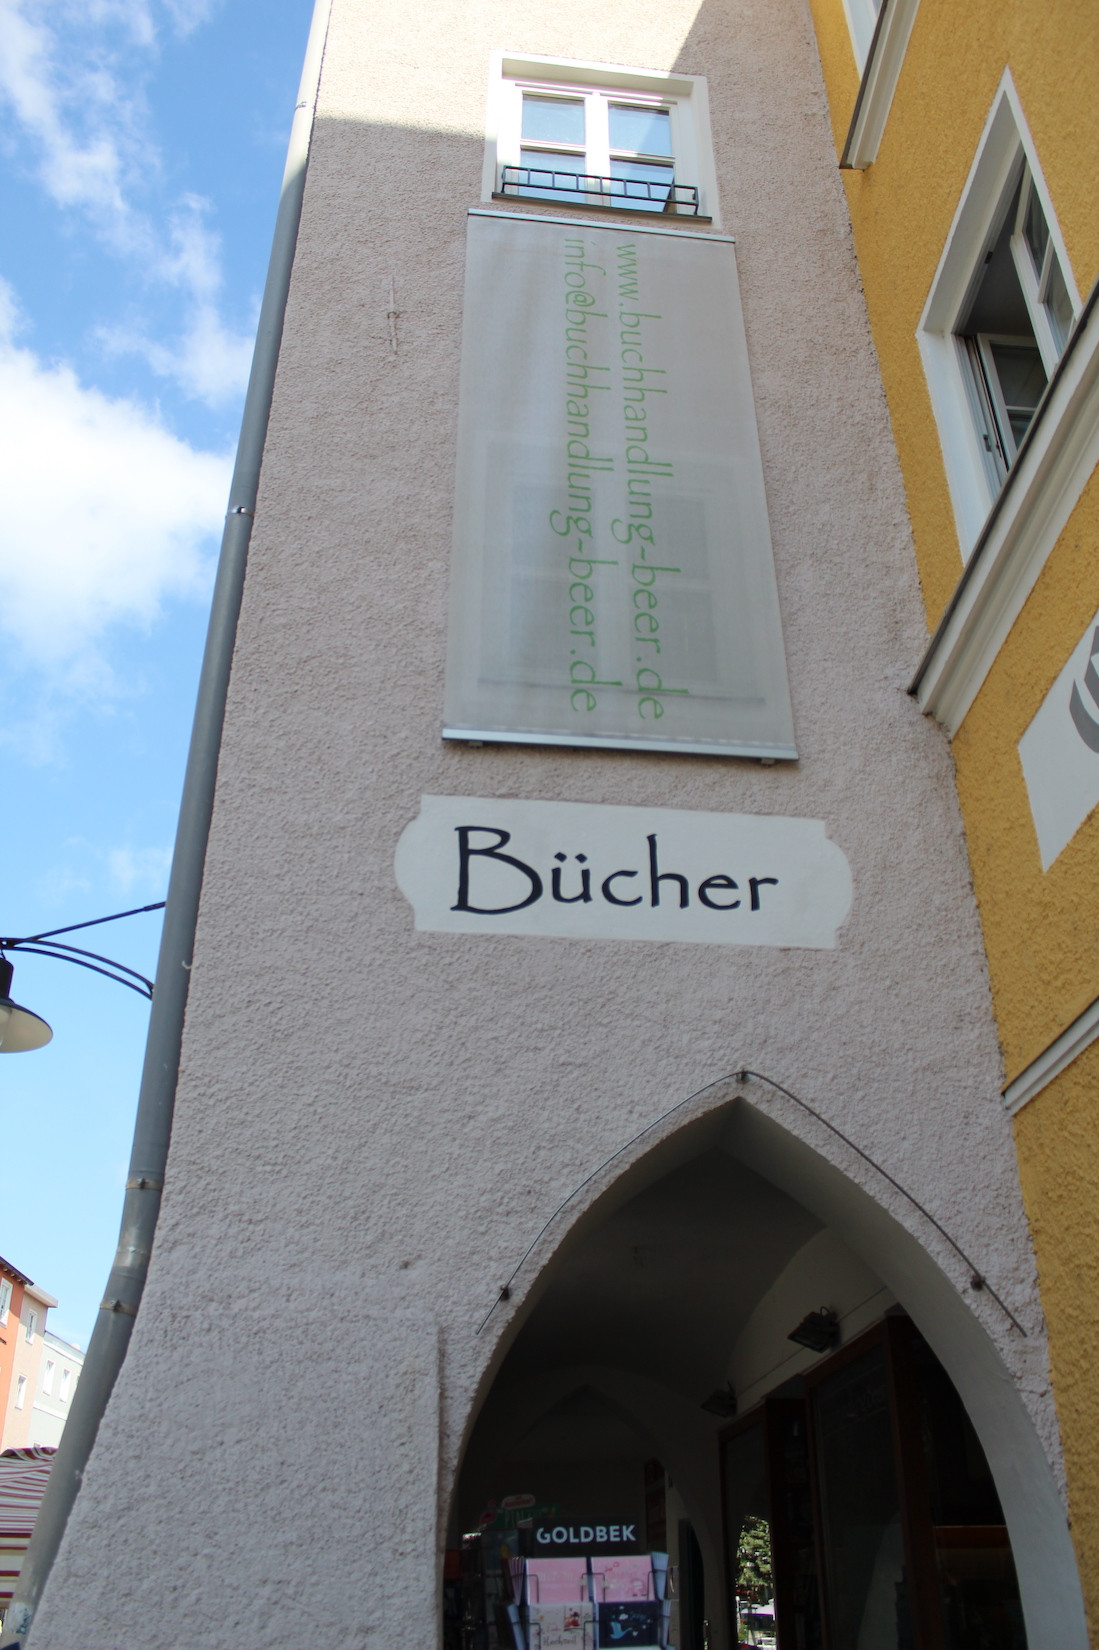 www.buchhandlung-beer.de
info@buchhandlung-beer.de
Bücher
GOLDBEK